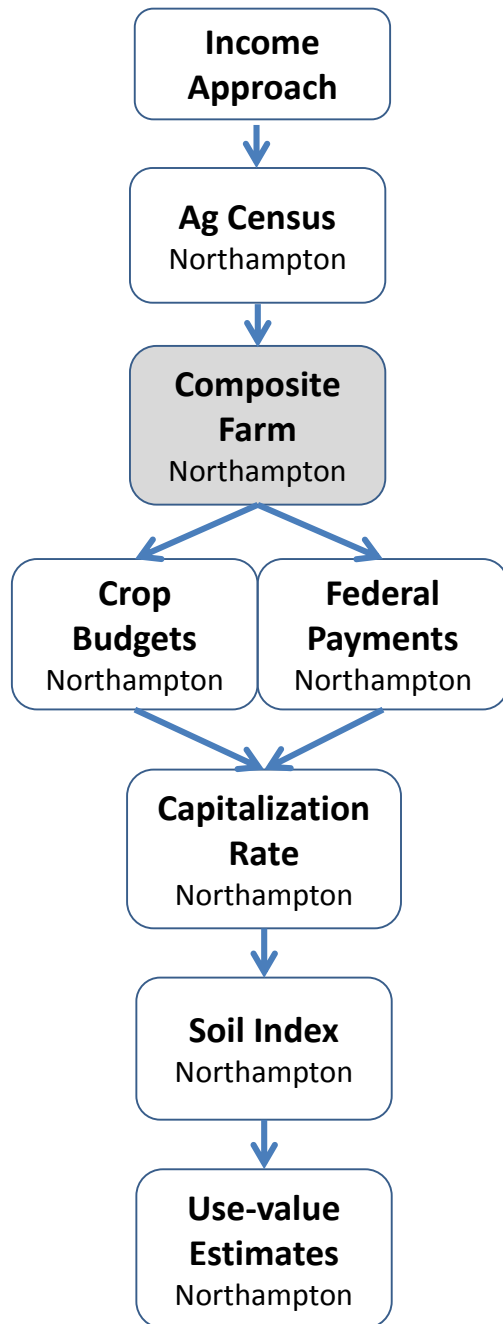 Income
Approach
Ag Census
Northampton
Composite
Farm
Northampton
Crop
Budgets
Northampton
Federal
Payments
Northampton
Capitalization
Rate
Northampton
Soil Index
Northampton
Use-value
Estimates
Northampton